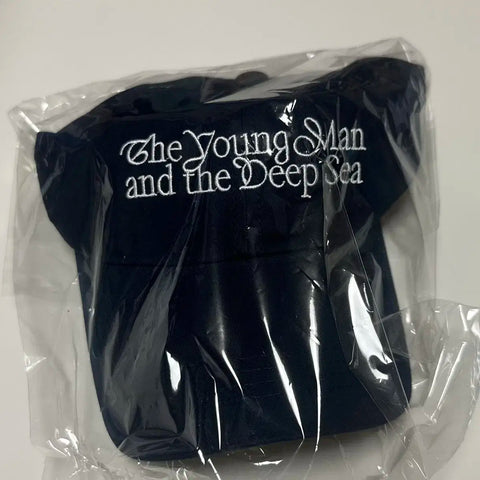 The Young Man
and the Deep Sea